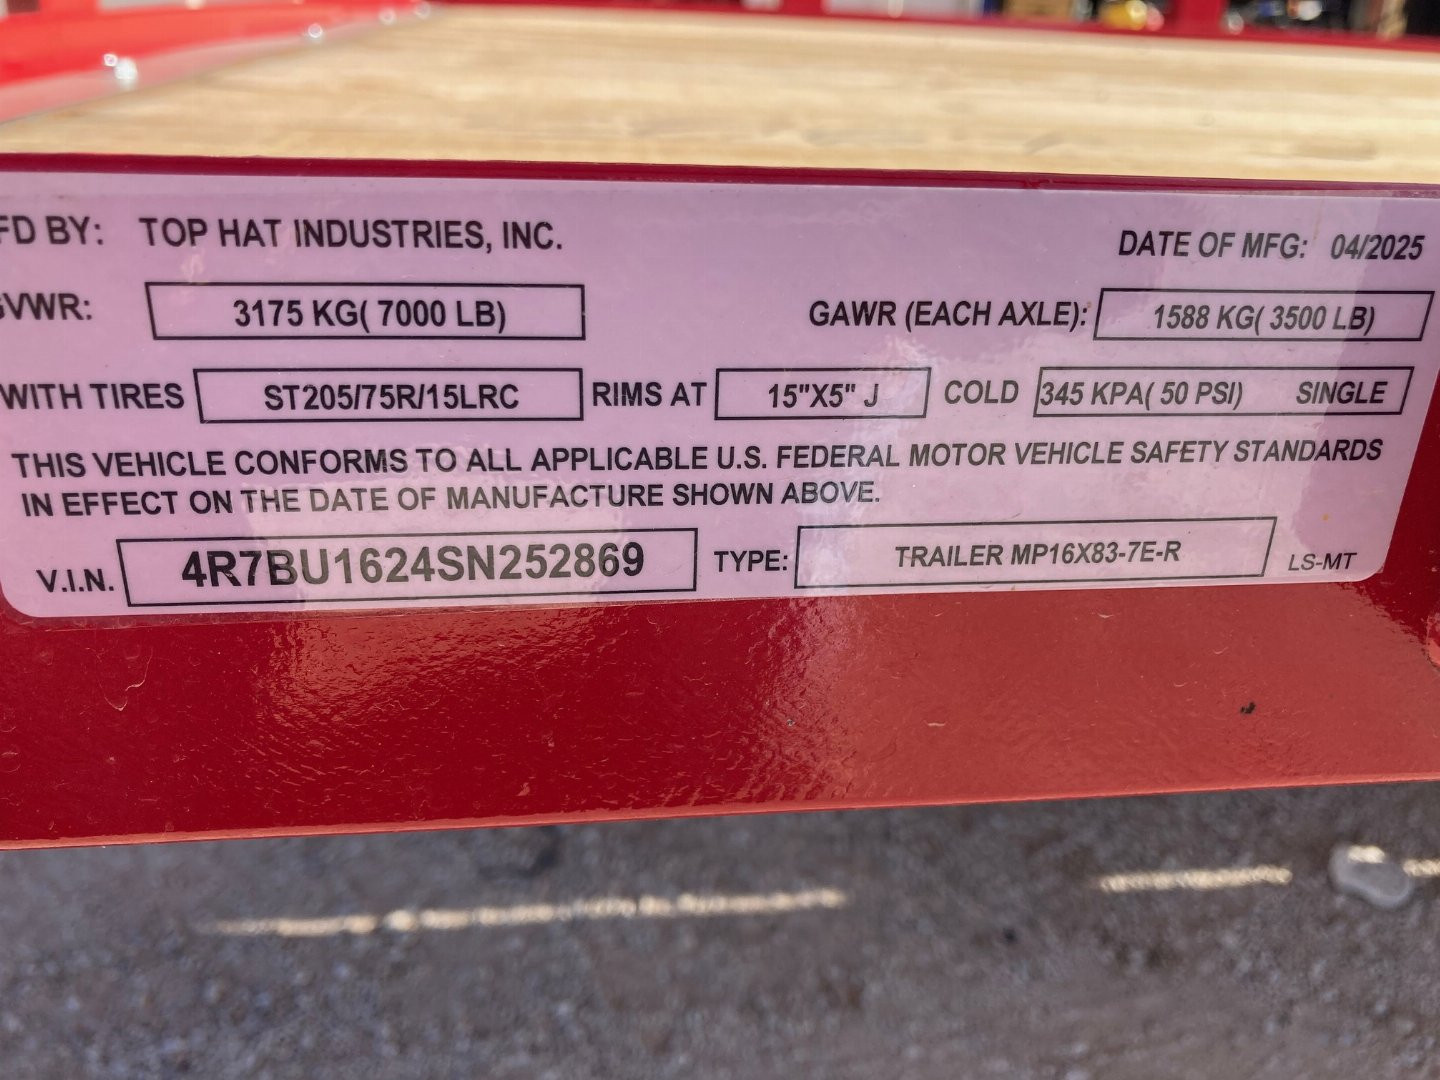 FD BY: TOP HAT INDUSTRIES, INC. DATE OF MFG: 04/2025
GVWR: 3175 KG( 7000 LB) GAWR (EACH AXLE): 1588 KG( 3500 LB)
WITH TIRES ST205/75R/15LRC RIMS AT 15"X5" J COLD 345 KPA( 50 PSI) SINGLE
THIS VEHICLE CONFORMS TO ALL APPLICABLE U.S. FEDERAL MOTOR VEHICLE SAFETY STANDARDS
IN EFFECT ON THE DATE OF MANUFACTURE SHOWN ABOVE.
V.I.N. 4R7BU1624SN252869 TYPE: TRAILER MP16X83-7E-R LS-MT